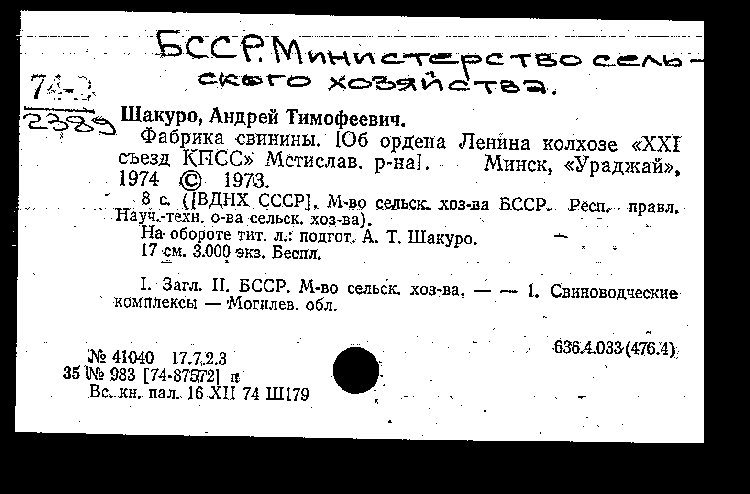 БССР. Министерство сель-
ского хозяйства.
74-3
2389
Шакуро, Андрей Тимофеевич.
Фабрика свинины. [Об ордена Ленина колхозе «XXI
съезд КПСС» Мстислав. р-на]. Минск, «Ураджай»,
1974 © 1973.
8 с. ([ВДНХ СССР]. М-во сельск. хоз-ва БССР. Респ. правл.
Науч.-техн. о-ва сельск. хоз-ва).
На обороте тит. л.: подгот. А. Т. Шакуро.
17 см. 3.000 экз. Беспл.
I. Загл. II. БССР. М-во сельск. хоз-ва. — — 1. Свиноводческие
комплексы — Могилев. обл.
636.4.033(476.4)
№ 41040 17.7.2.3
35 № 983 [74-87572] п
Вс. кн. пал. 16 XII 74 Ш179